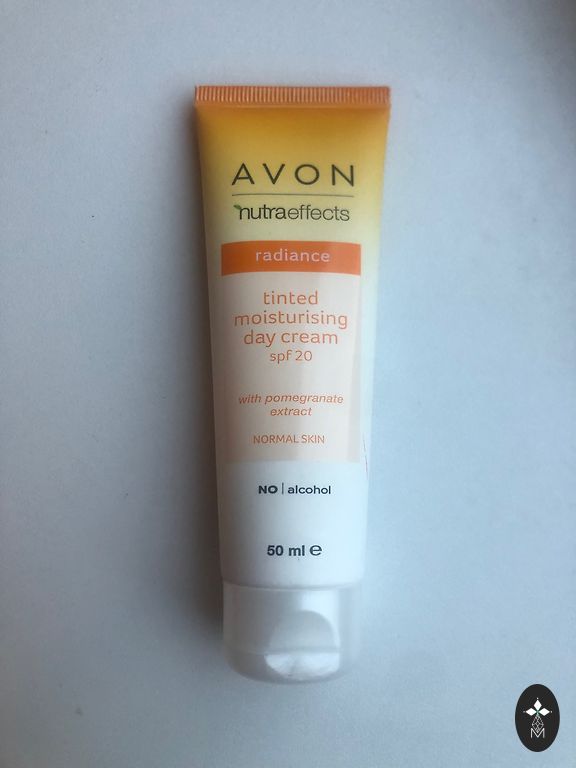 AVON
nutraeffects
radiance
tinted
moisturising
day cream
spf 20
with pomegranate
extract
NORMAL SKIN
NO | alcohol
50 ml ℮
M